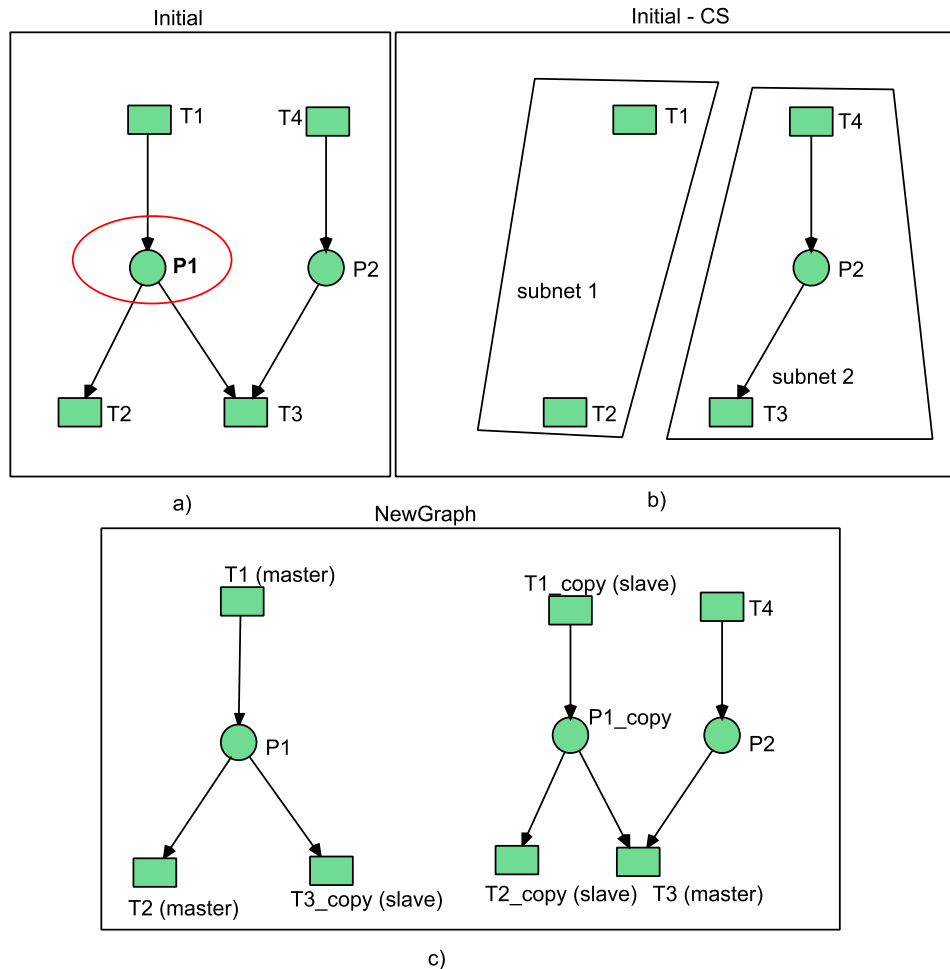 Initial
Initial - CS
T1
T4
P1
P2
T2
T3
a)
T1
T4
subnet 1
P2
subnet 2
T2
T3
b)
NewGraph
T1 (master)
T1_copy (slave)
T4
P1
P1_copy
P2
T2 (master)
T3_copy (slave)
T2_copy (slave)
T3 (master)
c)